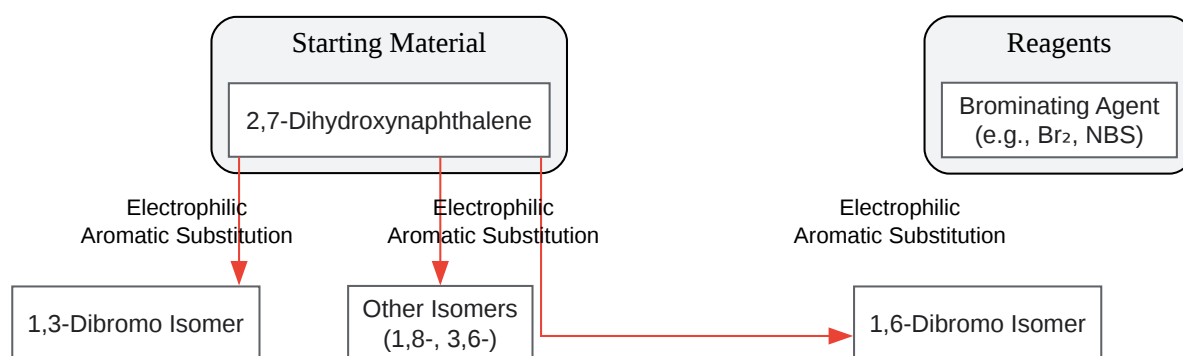 Starting Material
2,7-Dihydroxynaphthalene
Reagents
Brominating Agent
(e.g., Br₂, NBS)
Electrophilic
Aromatic Substitution
Electrophilic
Aromatic Substitution
Electrophilic
Aromatic Substitution
1,3-Dibromo Isomer
Other Isomers
(1,8-, 3,6-)
1,6-Dibromo Isomer